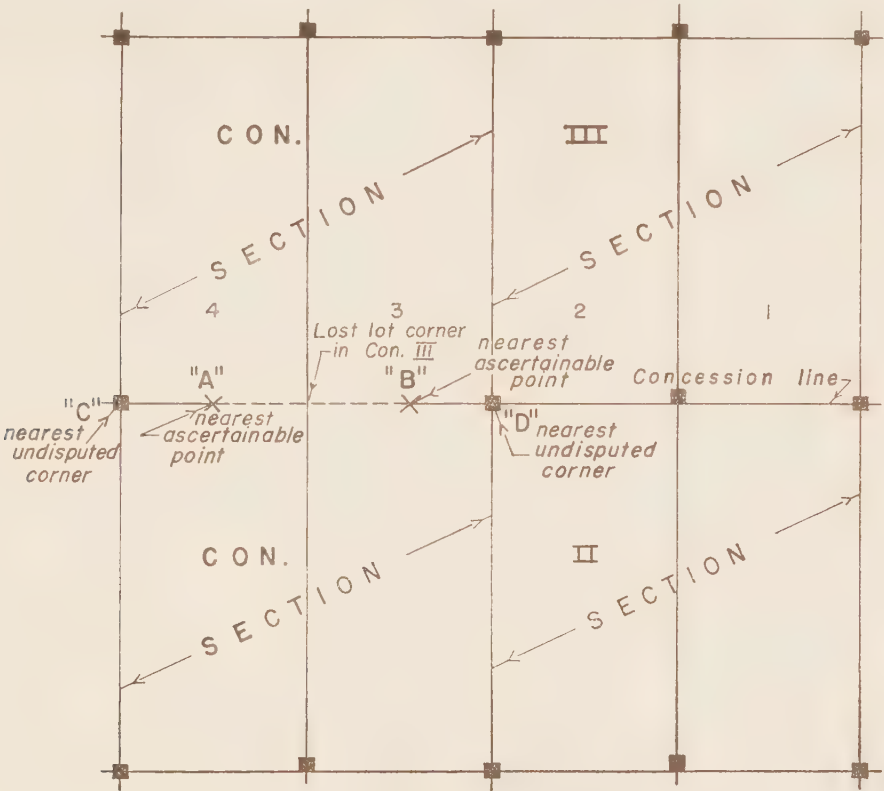 CON. III
SECTION
SECTION
4
3
2
1
Lost lot corner
in Con. III
nearest
ascertainable
point
Concession line
"C"
nearest
undisputed
corner
"A"
nearest
ascertainable
point
"B"
"D"
nearest
undisputed
corner
CON. II
SECTION
SECTION